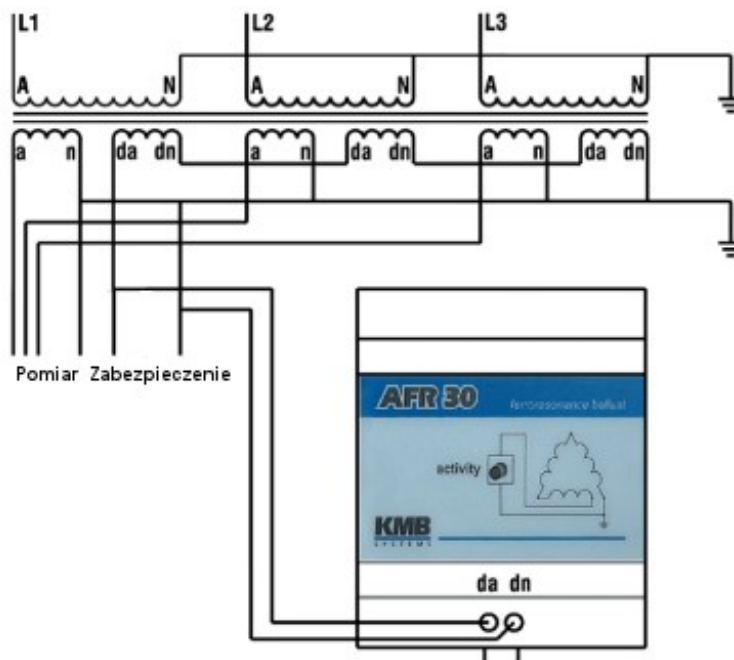 L1 L2 L3
A N A N A N
a n da dn a n da dn a n da dn
Pomiar Zabezpieczenie
AFR 30 ferroresonance ballast
activity
KMB
SYSTEMS
da dn